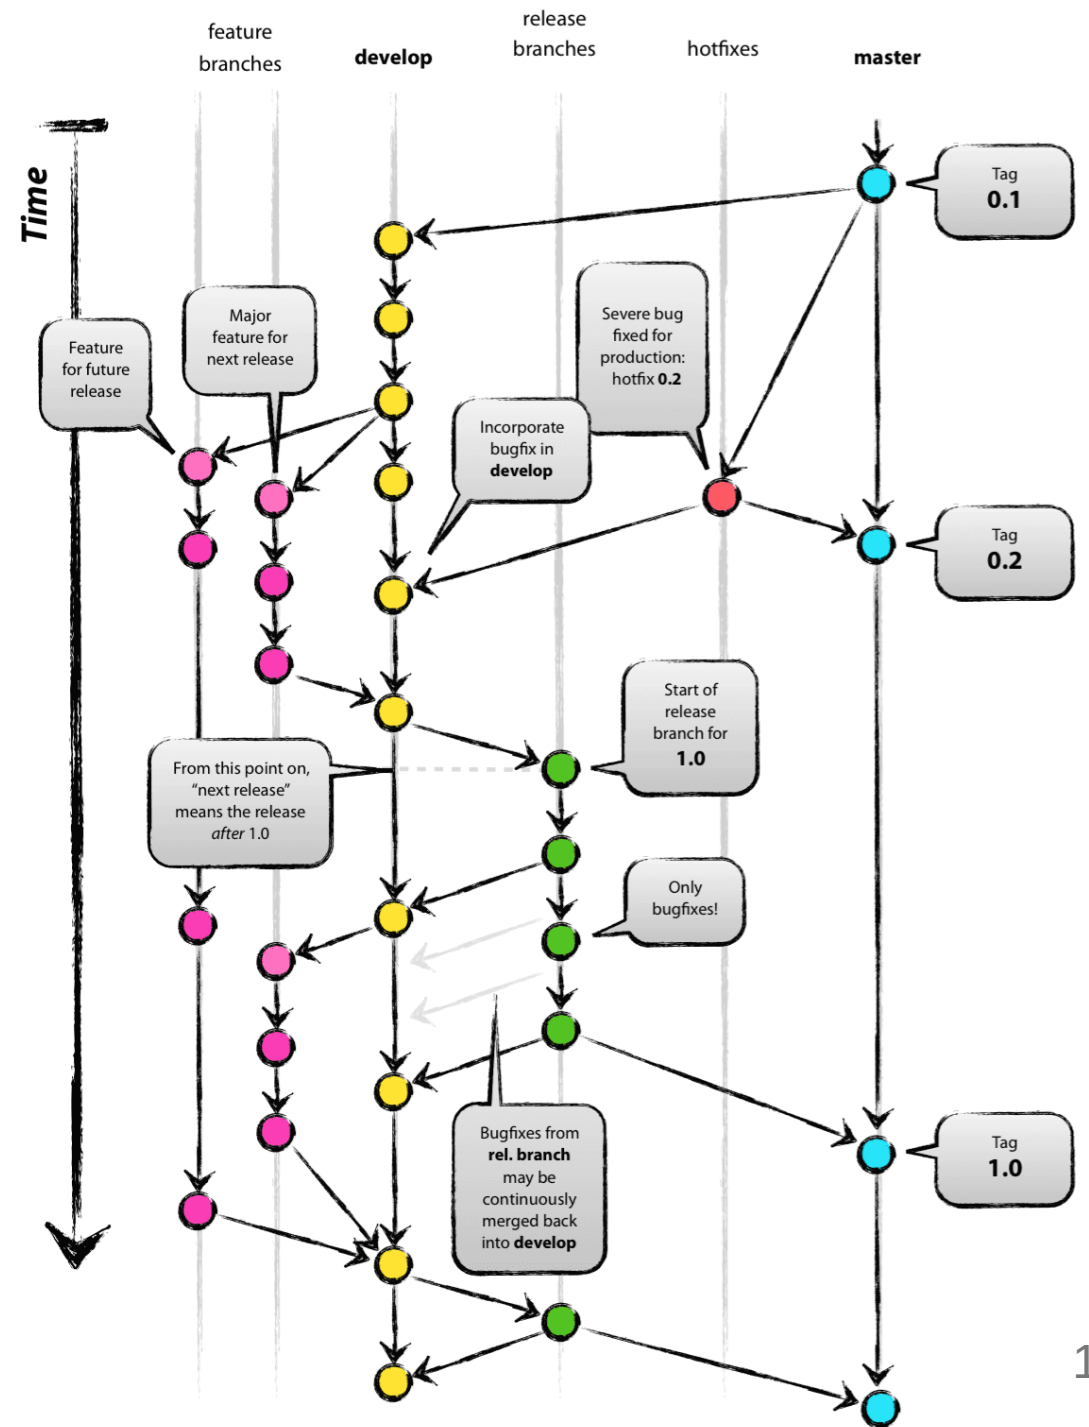 feature
branches
develop
release
branches
hotfixes
master
Time
Tag
0.1
Major
feature for
next release
Feature
for future
release
Severe bug
fixed for
production:
hotfix 0.2
Incorporate
bugfix in
develop
Tag
0.2
Start of
release
branch for
1.0
From this point on,
“next release”
means the release
after 1.0
Only
bugfixes!
Bugfixes from
rel. branch
may be
continuously
merged back
into develop
Tag
1.0
1